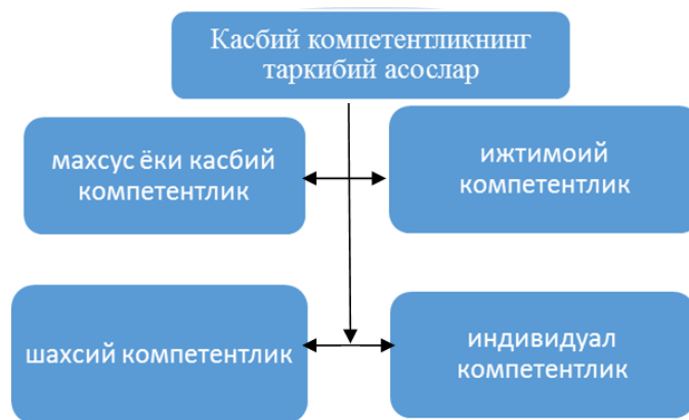 Касбий компетентликнинг
таркибий асослар
махсус ёки касбий
компетентлик
ижтимоий
компетентлик
шахсий компетентлик
индивидуал
компетентлик